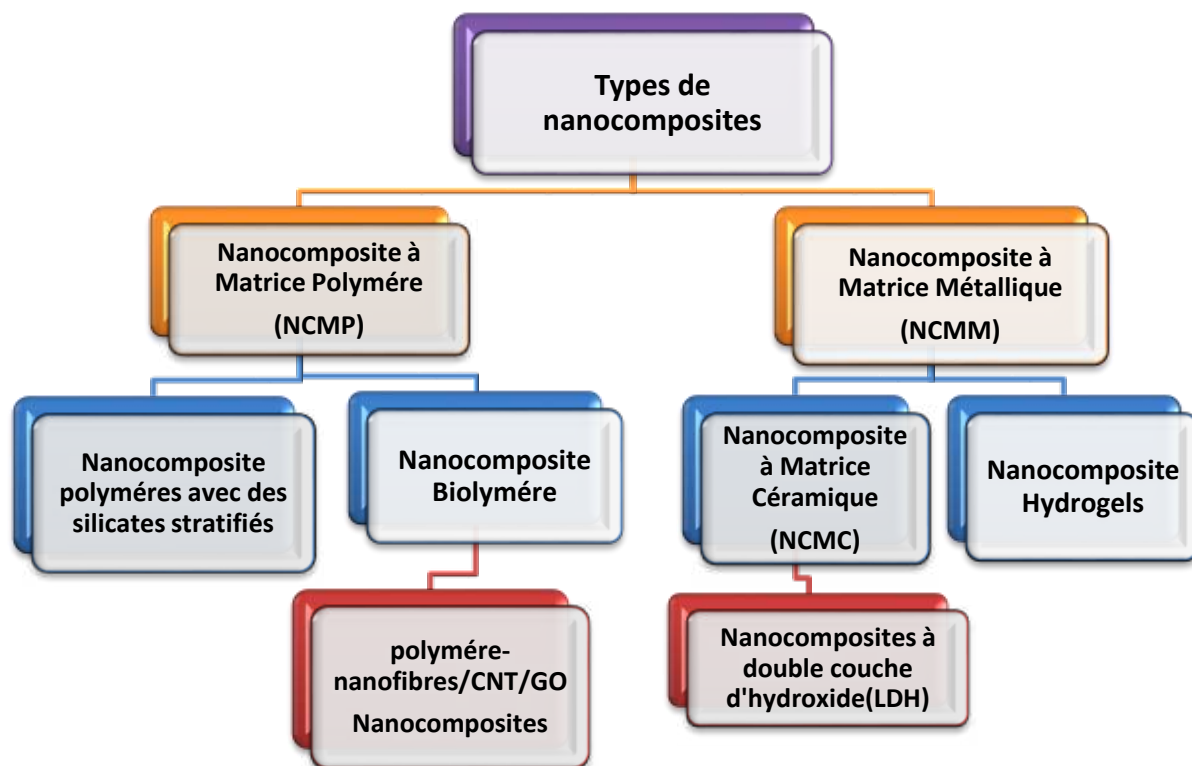 Types de
nanocomposites
Nanocomposite à
Matrice Polymére
(NCMP)
Nanocomposite à
Matrice Métallique
(NCMM)
Nanocomposite
polyméres avec des
silicates stratifiés
Nanocomposite
Biolymére
Nanocomposite
à Matrice
Céramique
(NCMC)
Nanocomposite
Hydrogels
polymére-
nanofibres/CNT/GO
Nanocomposites
Nanocomposites à
double couche
d'hydroxide(LDH)